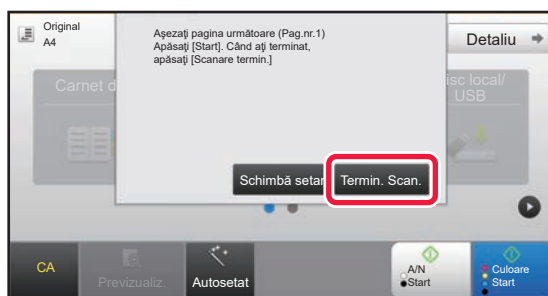 Original
A4
Aşezaţi pagina următoare (Pag.nr.1)
Apăsaţi [Start]. Când aţi terminat,
apăsaţi [Scanare termin.]
Detaliu
Carnet d
isc local/
USB
Schimbă setar
Termin. Scan.
CA
Previzualiz.
Autosetat
A/N
Start
Culoare
Start